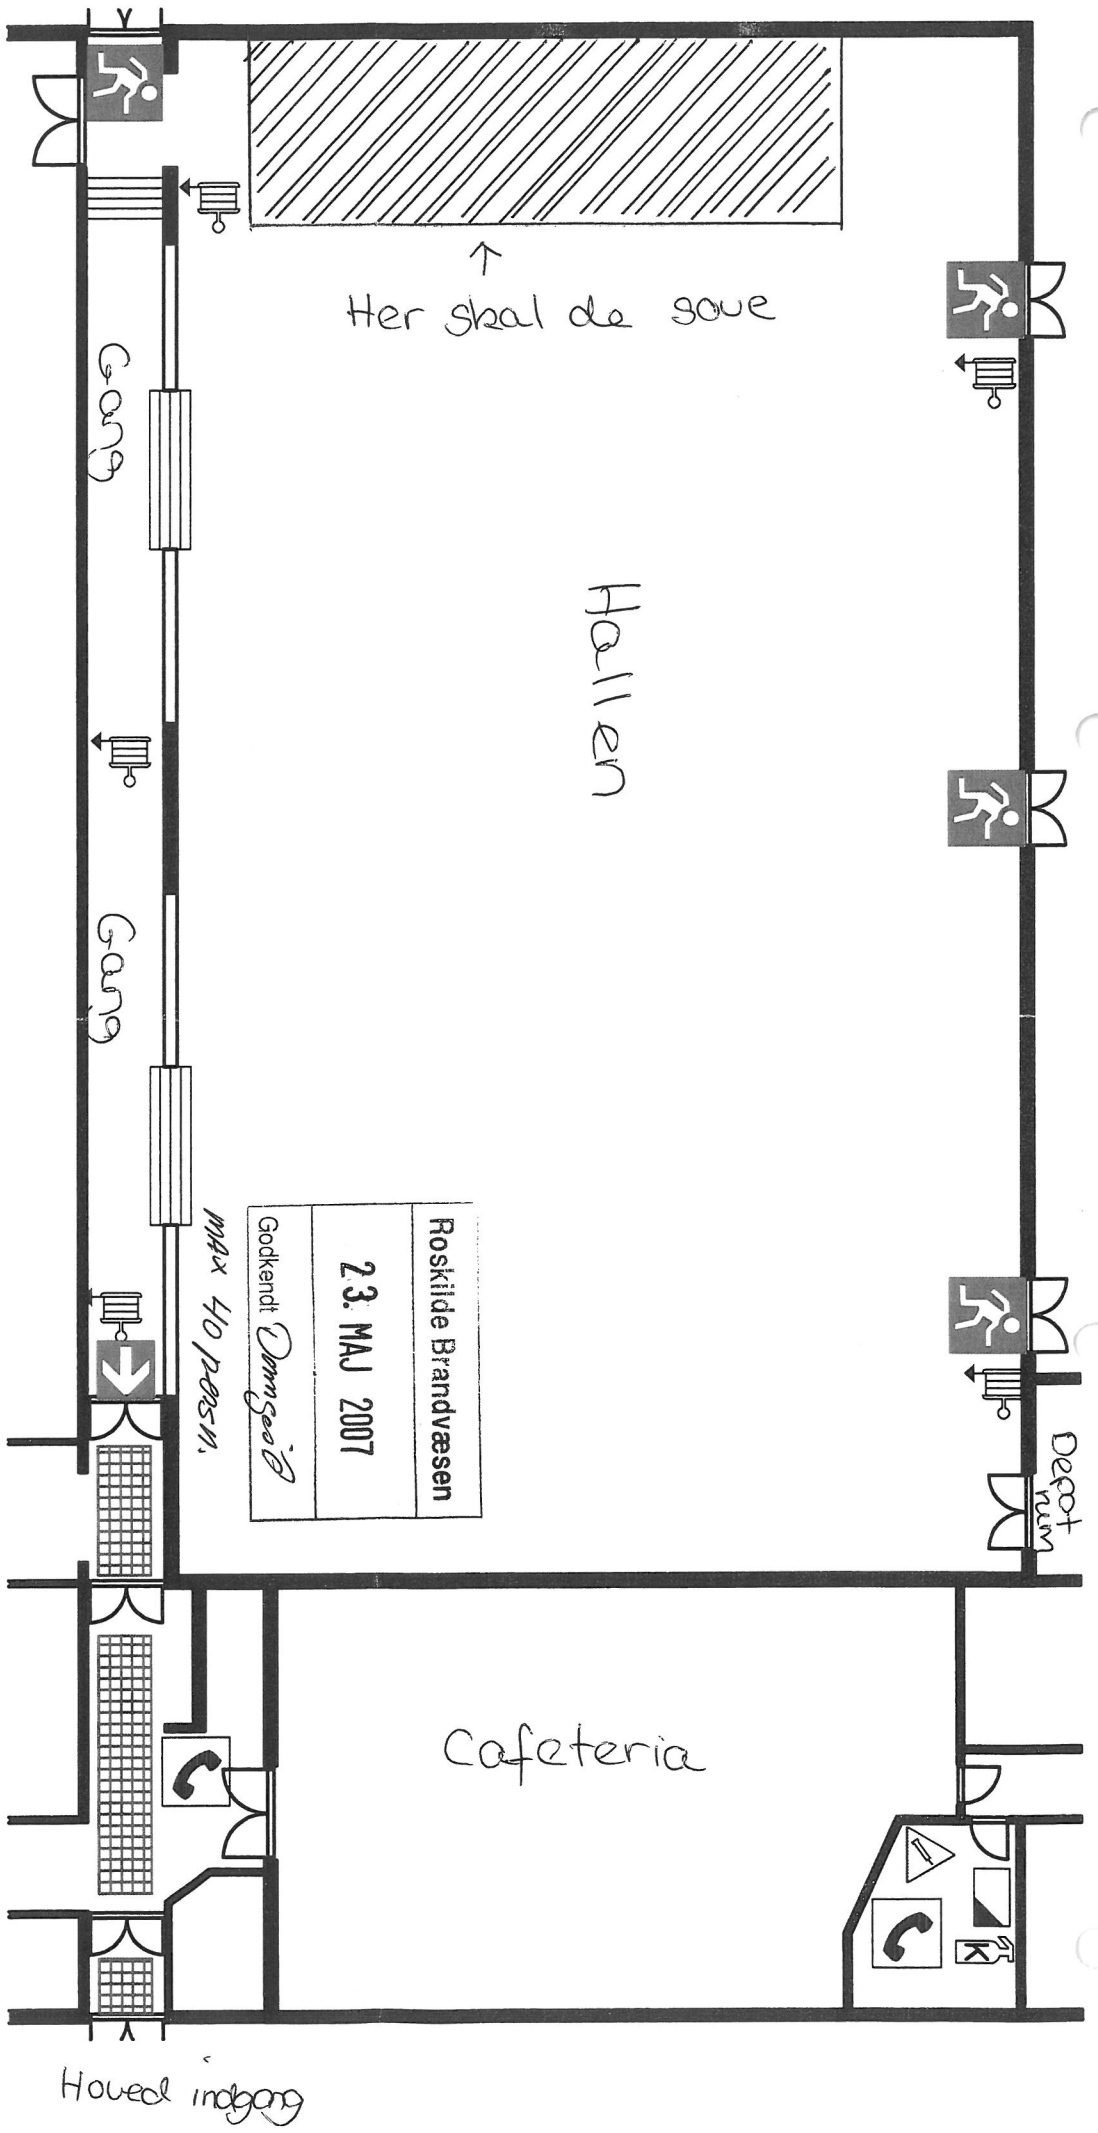 Her skal de sove
Gang
Hallen
Gang
Roskilde Brandvæsen
23. MAJ 2007
Godkendt
max 40 persn.
Depot
rum
Cafeteria
K
Hoved indgang